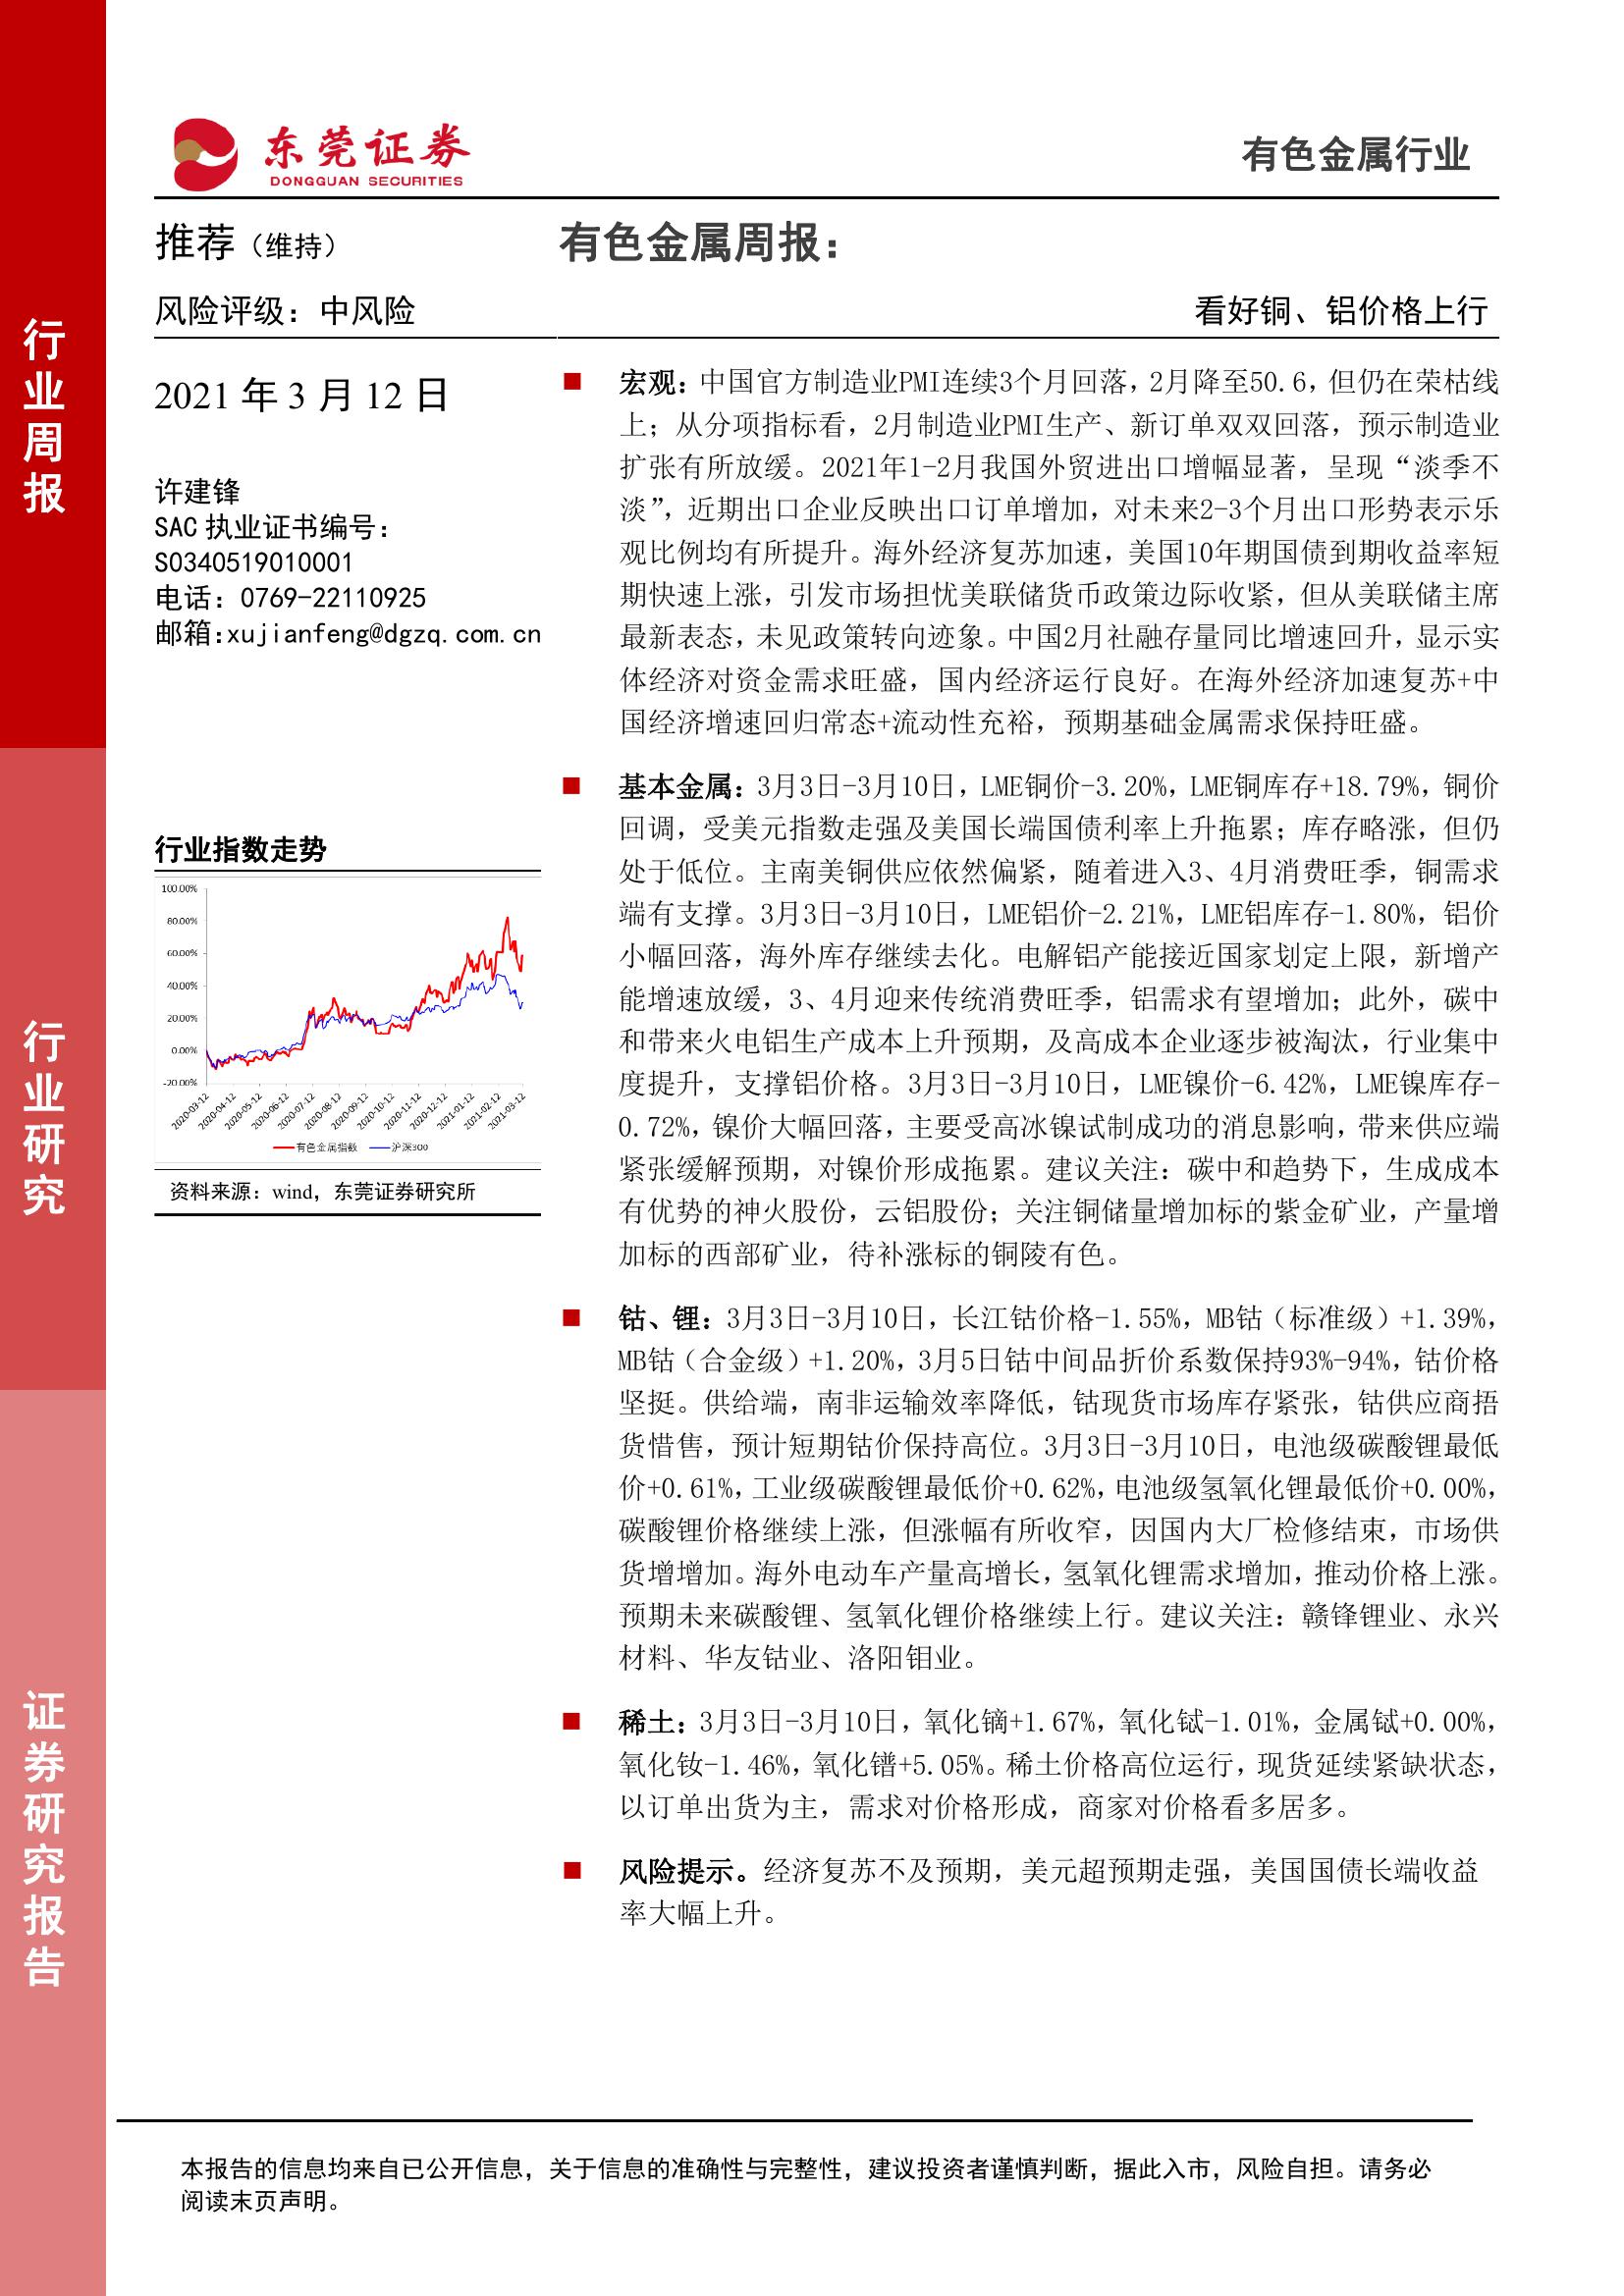 东莞证券
DONGGUAN SECURITIES
有色金属行业
行业周报
行业研究
证券研究报告
推荐（维持）
风险评级：中风险
2021 年 3 月 12 日
许建锋
SAC 执业证书编号：
S0340519010001
电话：0769-22110925
邮箱:xujianfeng@dgzq.com.cn
行业指数走势
100.00%
80.00%
60.00%
40.00%
20.00%
0.00%
-20.00%
2020-03-12
2020-04-12
2020-05-12
2020-06-12
2020-07-12
2020-08-12
2020-09-12
2020-10-12
2020-11-12
2020-12-12
2021-01-12
2021-02-12
2021-03-12
有色金属指数 沪深300
资料来源：wind，东莞证券研究所
有色金属周报：
看好铜、铝价格上行
宏观：中国官方制造业PMI连续3个月回落，2月降至50.6，但仍在荣枯线
上；从分项指标看，2月制造业PMI生产、新订单双双回落，预示制造业
扩张有所放缓。2021年1-2月我国外贸进出口增幅显著，呈现“淡季不
淡”，近期出口企业反映出口订单增加，对未来2-3个月出口形势表示乐
观比例均有所提升。海外经济复苏加速，美国10年期国债到期收益率短
期快速上涨，引发市场担忧美联储货币政策边际收紧，但从美联储主席
最新表态，未见政策转向迹象。中国2月社融存量同比增速回升，显示实
体经济对资金需求旺盛，国内经济运行良好。在海外经济加速复苏+中
国经济增速回归常态+流动性充裕，预期基础金属需求保持旺盛。
基本金属：3月3日-3月10日，LME铜价-3.20%，LME铜库存+18.79%，铜价
回调，受美元指数走强及美国长端国债利率上升拖累；库存略涨，但仍
处于低位。主南美铜供应依然偏紧，随着进入3、4月消费旺季，铜需求
端有支撑。3月3日-3月10日，LME铝价-2.21%，LME铝库存-1.80%，铝价
小幅回落，海外库存继续去化。电解铝产能接近国家划定上限，新增产
能增速放缓，3、4月迎来传统消费旺季，铝需求有望增加；此外，碳中
和带来火电铝生产成本上升预期，及高成本企业逐步被淘汰，行业集中
度提升，支撑铝价格。3月3日-3月10日，LME镍价-6.42%，LME镍库存-
0.72%，镍价大幅回落，主要受高冰镍试制成功的消息影响，带来供应端
紧张缓解预期，对镍价形成拖累。建议关注：碳中和趋势下，生成成本
有优势的神火股份，云铝股份；关注铜储量增加标的紫金矿业，产量增
加标的西部矿业，待补涨标的铜陵有色。
钴、锂：3月3日-3月10日，长江钴价格-1.55%，MB钴（标准级）+1.39%，
MB钴（合金级）+1.20%，3月5日钴中间品折价系数保持93%-94%，钴价格
坚挺。供给端，南非运输效率降低，钴现货市场库存紧张，钴供应商捂
货惜售，预计短期钴价保持高位。3月3日-3月10日，电池级碳酸锂最低
价+0.61%，工业级碳酸锂最低价+0.62%，电池级氢氧化锂最低价+0.00%，
碳酸锂价格继续上涨，但涨幅有所收窄，因国内大厂检修结束，市场供
货增增加。海外电动车产量高增长，氢氧化锂需求增加，推动价格上涨。
预期未来碳酸锂、氢氧化锂价格继续上行。建议关注：赣锋锂业、永兴
材料、华友钴业、洛阳钼业。
稀土：3月3日-3月10日，氧化镝+1.67%，氧化铽-1.01%，金属铽+0.00%，
氧化钕-1.46%，氧化镨+5.05%。稀土价格高位运行，现货延续紧缺状态，
以订单出货为主，需求对价格形成，商家对价格看多居多。
风险提示。经济复苏不及预期，美元超预期走强，美国国债长端收益
率大幅上升。
本报告的信息均来自已公开信息，关于信息的准确性与完整性，建议投资者谨慎判断，据此入市，风险自担。请务必
阅读末页声明。